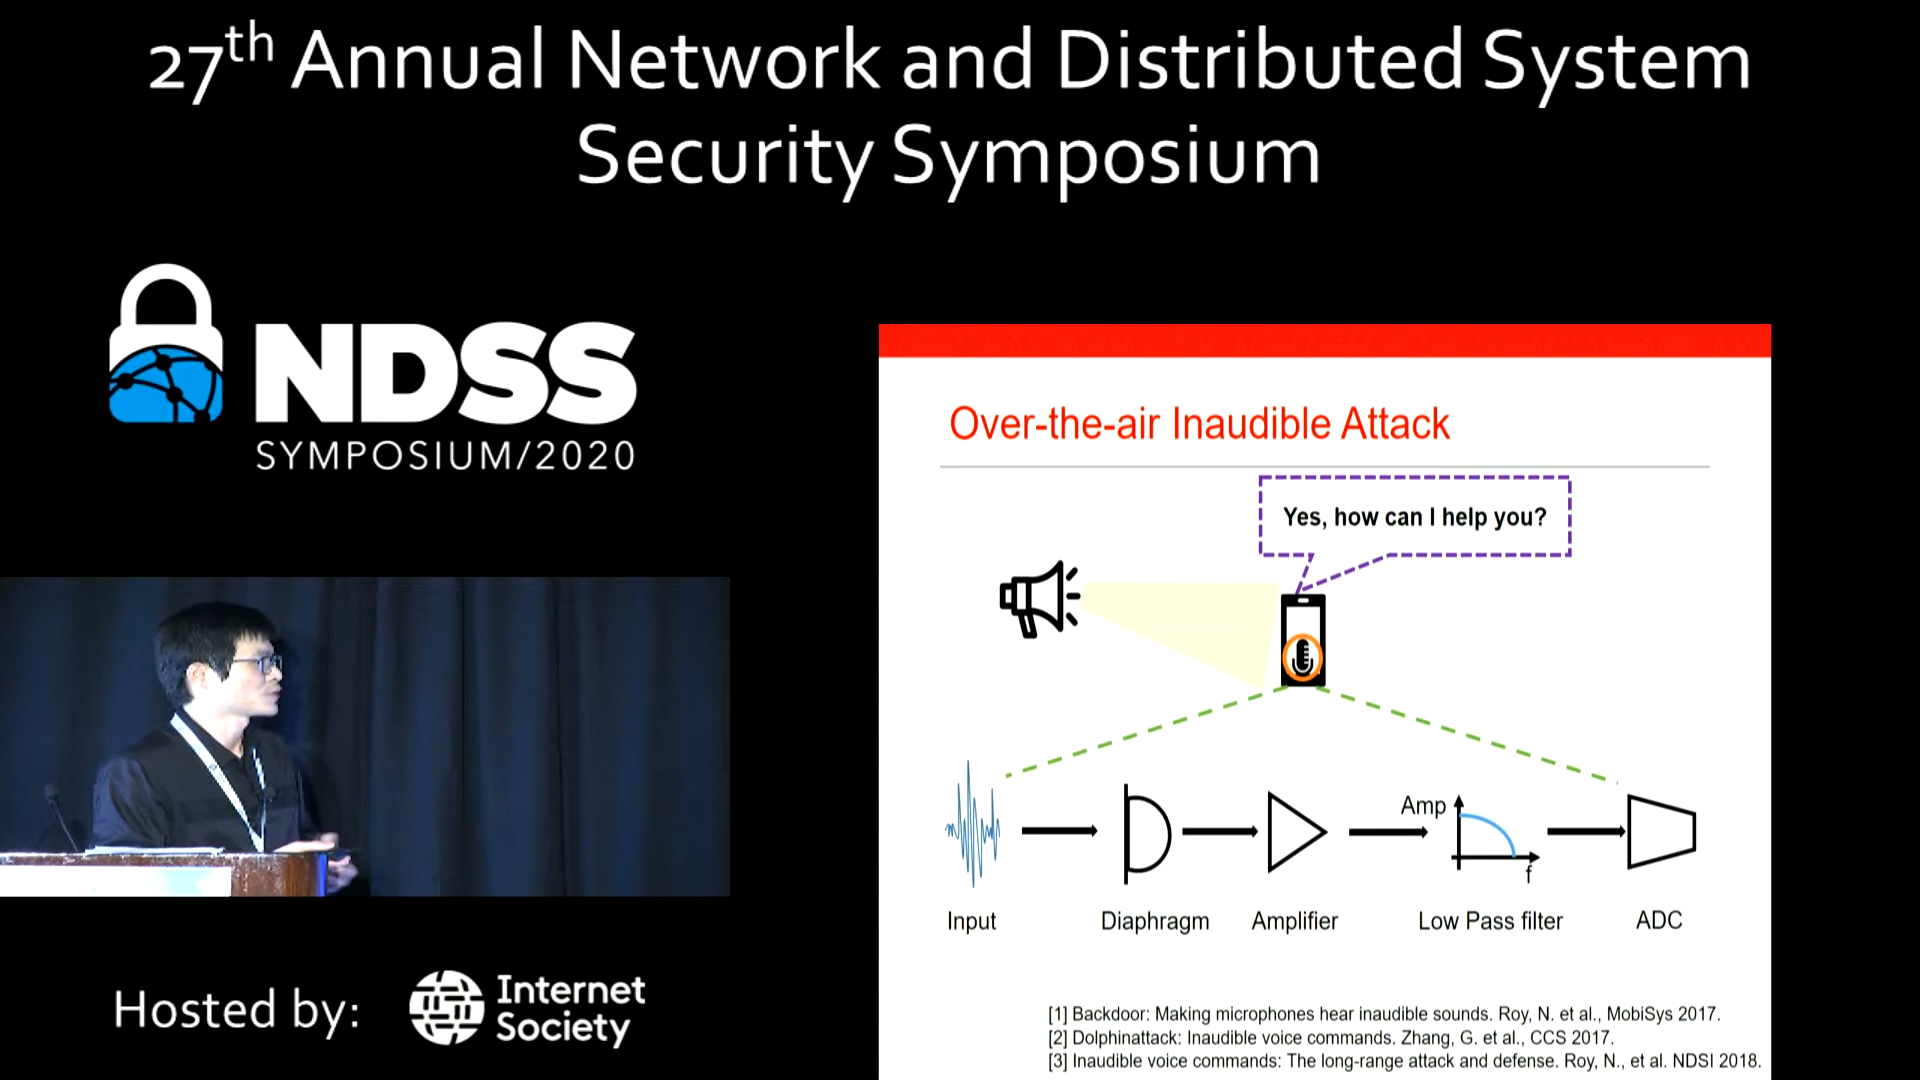 27th Annual Network and Distributed System
Security Symposium
NDSS
SYMPOSIUM/2020
Over-the-air Inaudible Attack
Yes, how can I help you?
Amp
f
Input
Diaphragm
Amplifier
Low Pass filter
ADC
[1] Backdoor: Making microphones hear inaudible sounds. Roy, N. et al., MobiSys 2017.
[2] Dolphinattack: Inaudible voice commands. Zhang, G. et al., CCS 2017.
[3] Inaudible voice commands: The long-range attack and defense. Roy, N., et al. NDSI 2018.
Hosted by:
Internet
Society